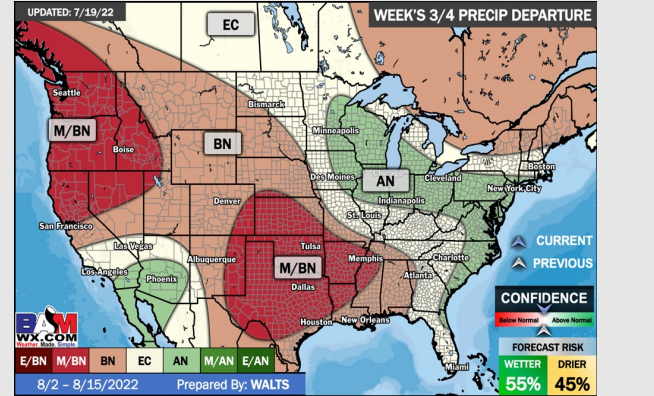 UPDATED: 7/19/22
WEEK'S 3/4 PRECIP DEPARTURE
EC
Seattle
Bismarck
M/BN
Minneapolis
BN
Boise
Boston
Des Moines
AN
Cleveland
New York City
Denver
Indianapolis
St. Louis
San Francisco
Las Vegas
Tulsa
CURRENT
Albuquerque
M/BN
Memphis
Charlotte
PREVIOUS
Los Angeles
Phoenix
Atlanta
Dallas
CONFIDENCE
Houston
New Orleans
Below Normal
Above Normal
BAM
WX.COM
Weather. Made. Simple.
FORECAST RISK
E/BN
M/BN
BN
EC
AN
M/AN
E/AN
Miami
WETTER
DRIER
8/2 – 8/15/2022
Prepared By: WALTS
55%
45%